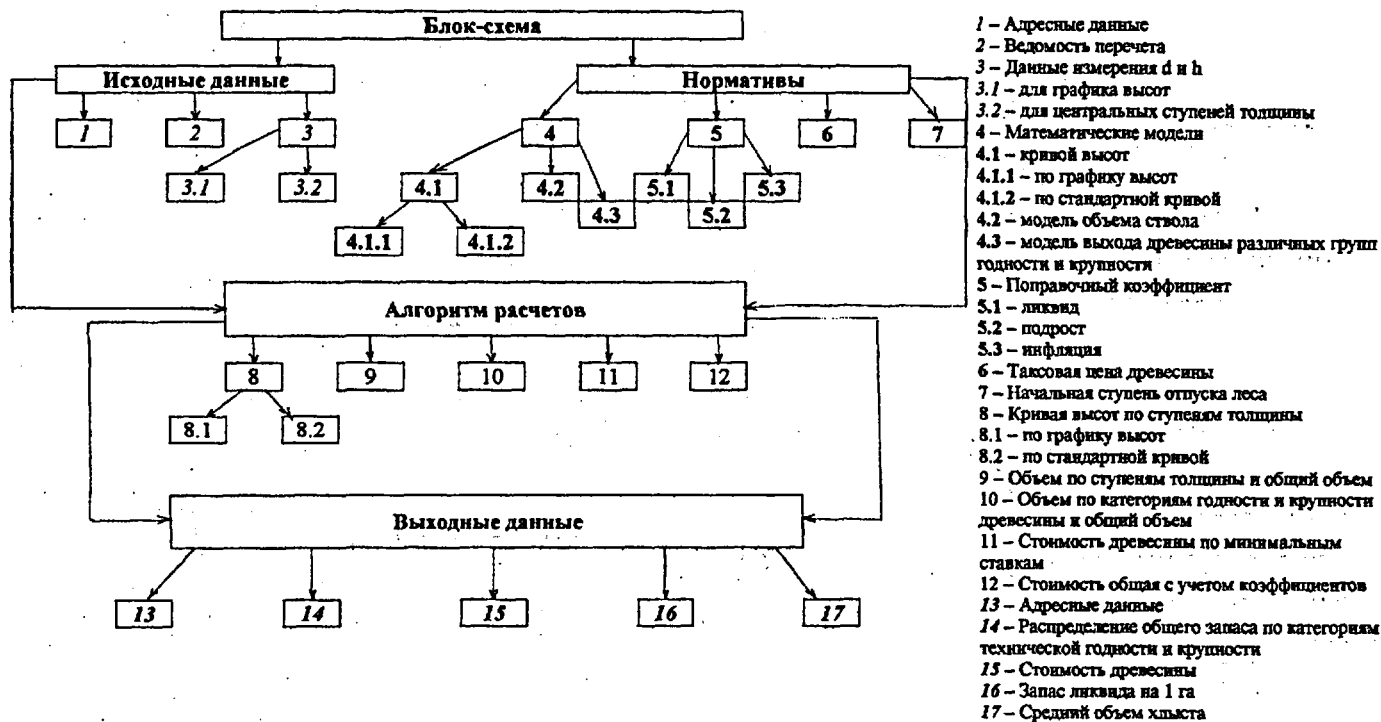 Блок-схема
Исходные данные
Нормативы
1
2
3
4
5
6
7
3.1
3.2
4.1
4.2
4.3
5.1
5.2
5.3
4.1.1
4.1.2
Алгоритм расчетов
8
9
10
11
12
8.1
8.2
Выходные данные
13
14
15
16
17
1 – Адресные данные
2 – Ведомость перечета
3 – Данные измерения d и h
3.1 – для графика высот
3.2 – для центральных ступеней толщины
4 – Математические модели
4.1 – кривой высот
4.1.1 – по графику высот
4.1.2 – по стандартной кривой
4.2 – модель объема ствола
4.3 – модель выхода древесины различных групп
годности и крупности
5 – Поправочный коэффициент
5.1 – ликвид
5.2 – подрост
5.3 – инфляция
6 – Таксовая цена древесины
7 – Начальная ступень отпуска леса
8 – Кривая высот по ступеням толщины
8.1 – по графику высот
8.2 – по стандартной кривой
9 – Объем по ступеням толщины и общий объем
10 – Объем по категориям годности и крупности
древесины и общий объем
11 – Стоимость древесины по минимальным
ставкам
12 – Стоимость общая с учетом коэффициентов
13 – Адресные данные
14 – Распределение общего запаса по категориям
технической годности и крупности
15 – Стоимость древесины
16 – Запас ликвида на 1 га
17 – Средний объем хлыста